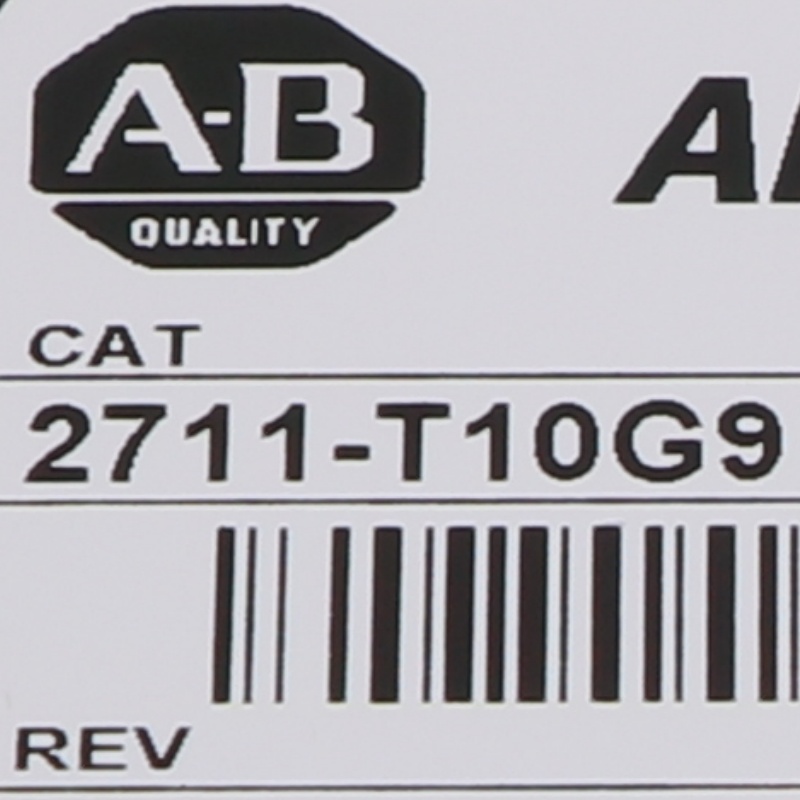 A-B
QUALITY
CAT
2711-T10G9
REV